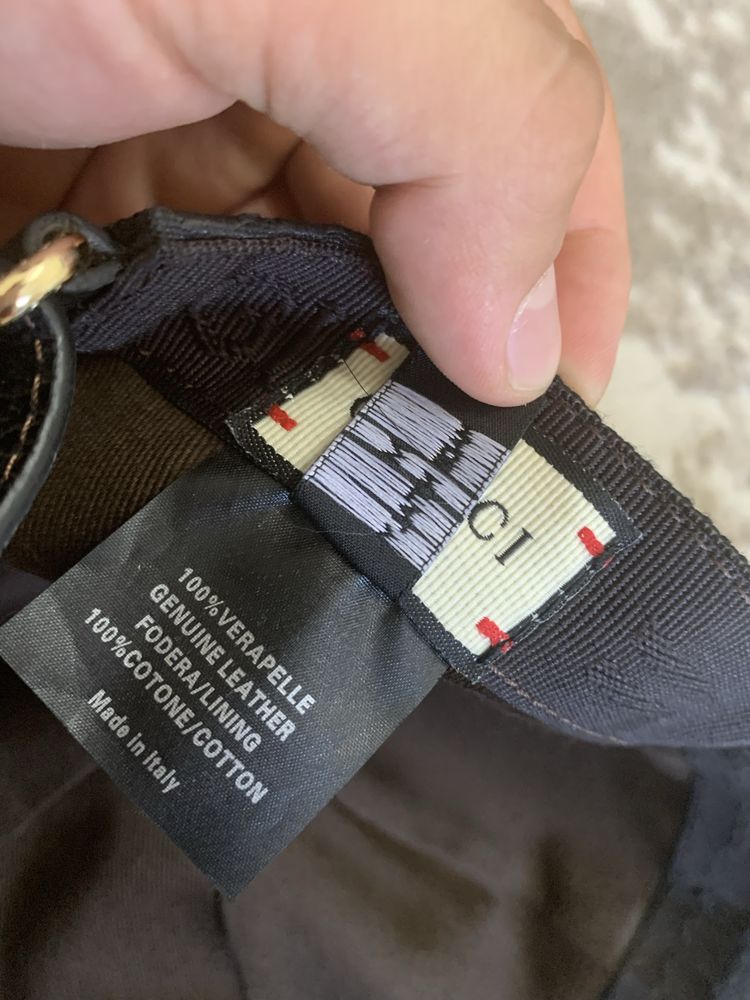 CI
100%VERAPELLE
GENUINE LEATHER
FODERA/LINING
100%COTONE/COTTON
Made in Italy